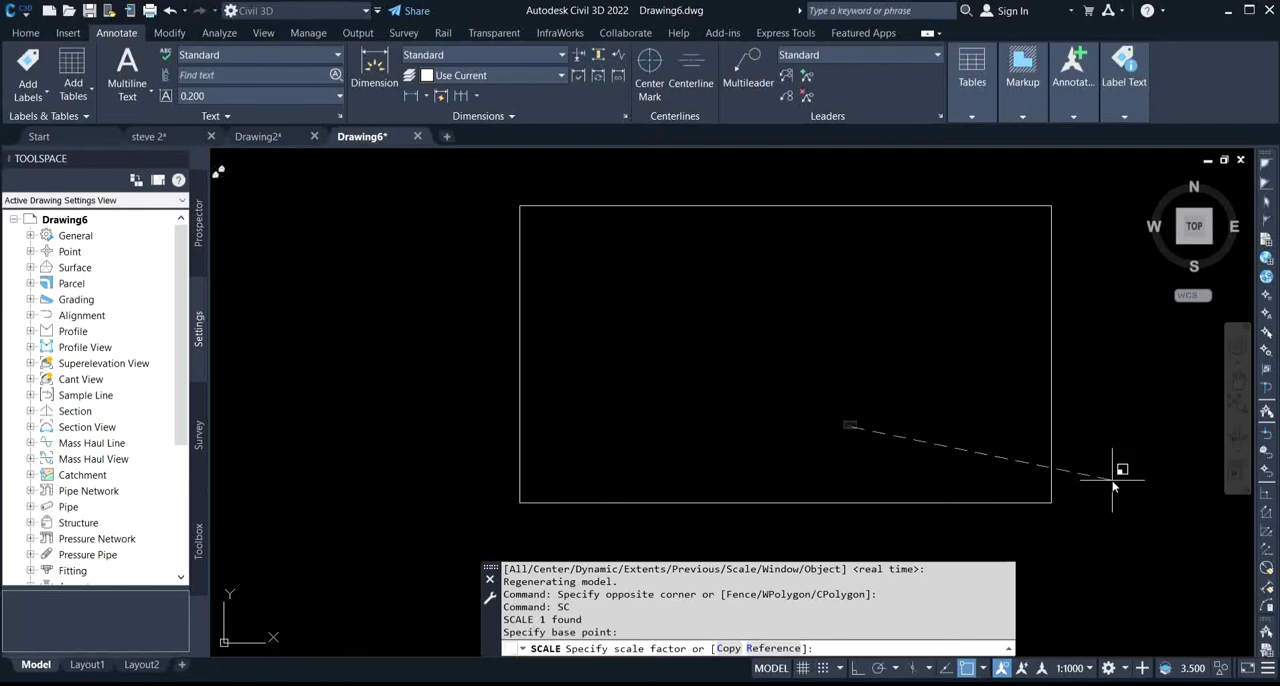 C3D Civil 3D Share Autodesk Civil 3D 2022 Drawing6.dwg Type a keyword or phrase Sign In
Home Insert Annotate Modify Analyze View Manage Output Survey Rail Transparent InfraWorks Collaborate Help Add-ins Express Tools Featured Apps
Add Labels
Add Tables
Labels & Tables
Multiline Text
ABC
Standard
Find text
0.200
Text
Dimension
Standard
Use Current
Dimensions
Center Mark
Centerline
Centerlines
Multileader
Standard
Leaders
Tables
Markup
Annotat...
Label Text
Start steve 2* Drawing2* Drawing6*
TOOLSPACE
Active Drawing Settings View
Drawing6
General
Point
Surface
Parcel
Grading
Alignment
Profile
Profile View
Superelevation View
Cant View
Sample Line
Section
Section View
Mass Haul Line
Mass Haul View
Catchment
Pipe Network
Pipe
Structure
Pressure Network
Pressure Pipe
Fitting
Prospector
Settings
Survey
Toolbox
N
W TOP E
S
WCS
Y
X
[All/Center/Dynamic/Extents/Previous/Scale/Window/Object] <real time>:
Regenerating model.
Command: Specify opposite corner or [Fence/WPolygon/CPolygon]:
Command: SC
SCALE 1 found
Specify base point:
SCALE Specify scale factor or [Copy Reference]:
Model Layout1 Layout2 + MODEL 1:1000 3.500